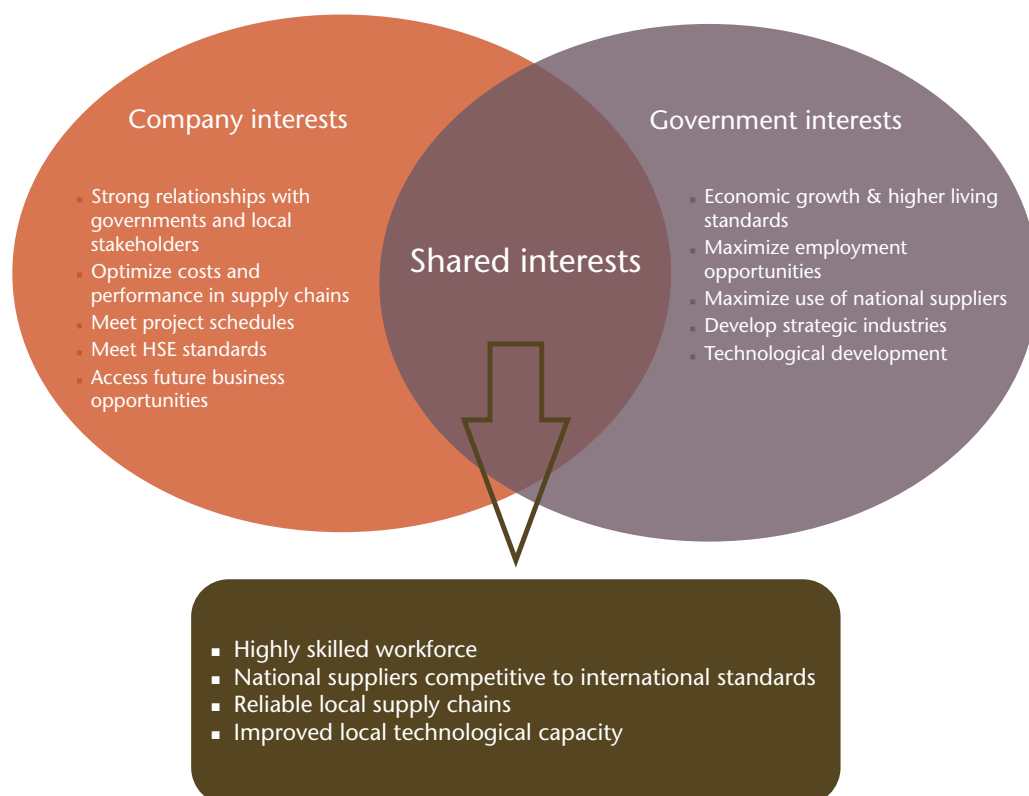 Company interests
▪ Strong relationships with
governments and local
stakeholders
▪ Optimize costs and
performance in supply chains
▪ Meet project schedules
▪ Meet HSE standards
▪ Access future business
opportunities
Shared interests
Government interests
▪ Economic growth & higher living
standards
▪ Maximize employment
opportunities
▪ Maximize use of national suppliers
▪ Develop strategic industries
▪ Technological development
▪ Highly skilled workforce
▪ National suppliers competitive to international standards
▪ Reliable local supply chains
▪ Improved local technological capacity